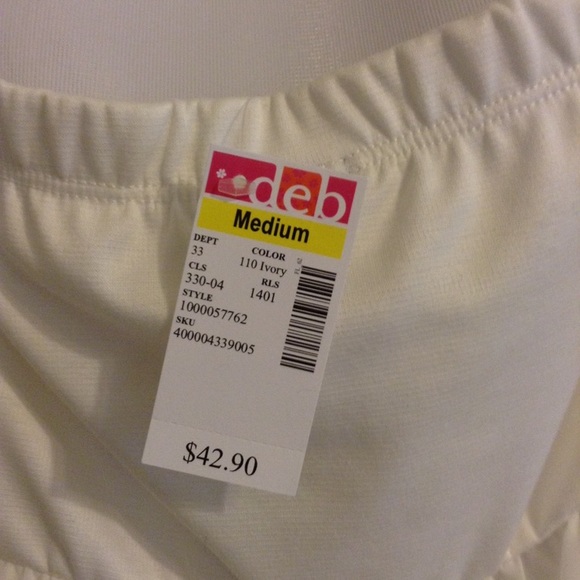 deb
Medium
DEPT COLOR
33 110 Ivory
CLS RLS
330-04 1401
STYLE
1000057762
SKU
400004339005
$42.90